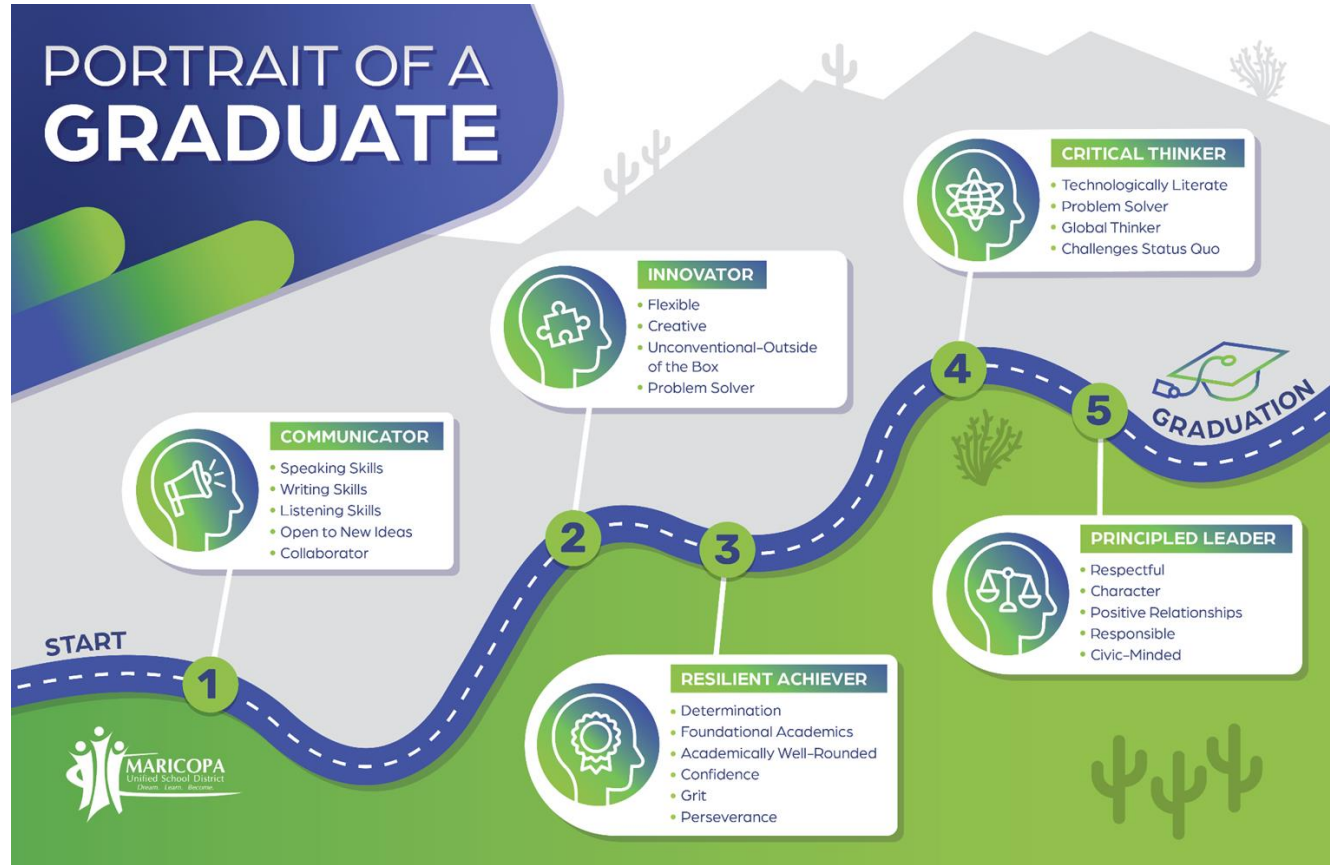 PORTRAIT OF A
GRADUATE
START
1
COMMUNICATOR
• Speaking Skills
• Writing Skills
• Listening Skills
• Open to New Ideas
• Collaborator
2
INNOVATOR
• Flexible
• Creative
• Unconventional-Outside
of the Box
• Problem Solver
3
RESILIENT ACHIEVER
• Determination
• Foundational Academics
• Academically Well-Rounded
• Confidence
• Grit
• Perseverance
4
CRITICAL THINKER
• Technologically Literate
• Problem Solver
• Global Thinker
• Challenges Status Quo
5
PRINCIPLED LEADER
• Respectful
• Character
• Positive Relationships
• Responsible
• Civic-Minded
GRADUATION
MARICOPA
Unified School District
Dream. Learn. Become.